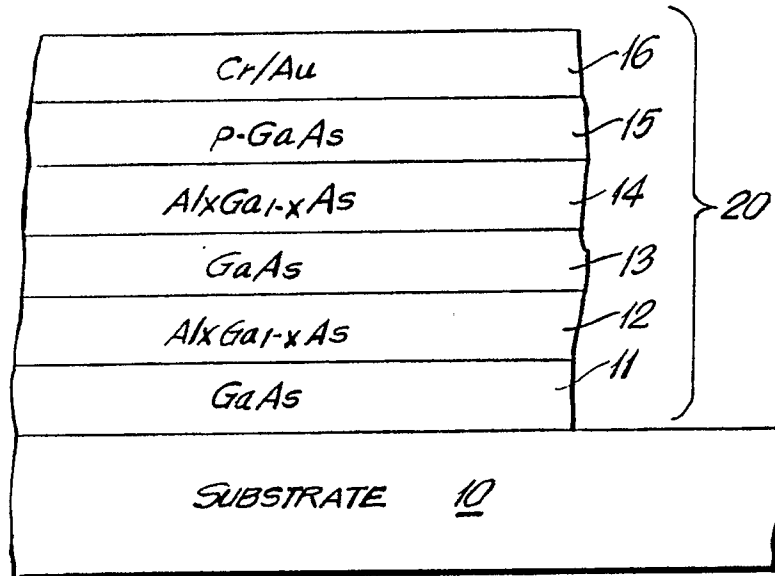 Cr/Au 16
p-GaAs 15
AlxGa1-xAs 14
20
GaAs 13
AlxGa1-xAs 12
GaAs 11
SUBSTRATE 10